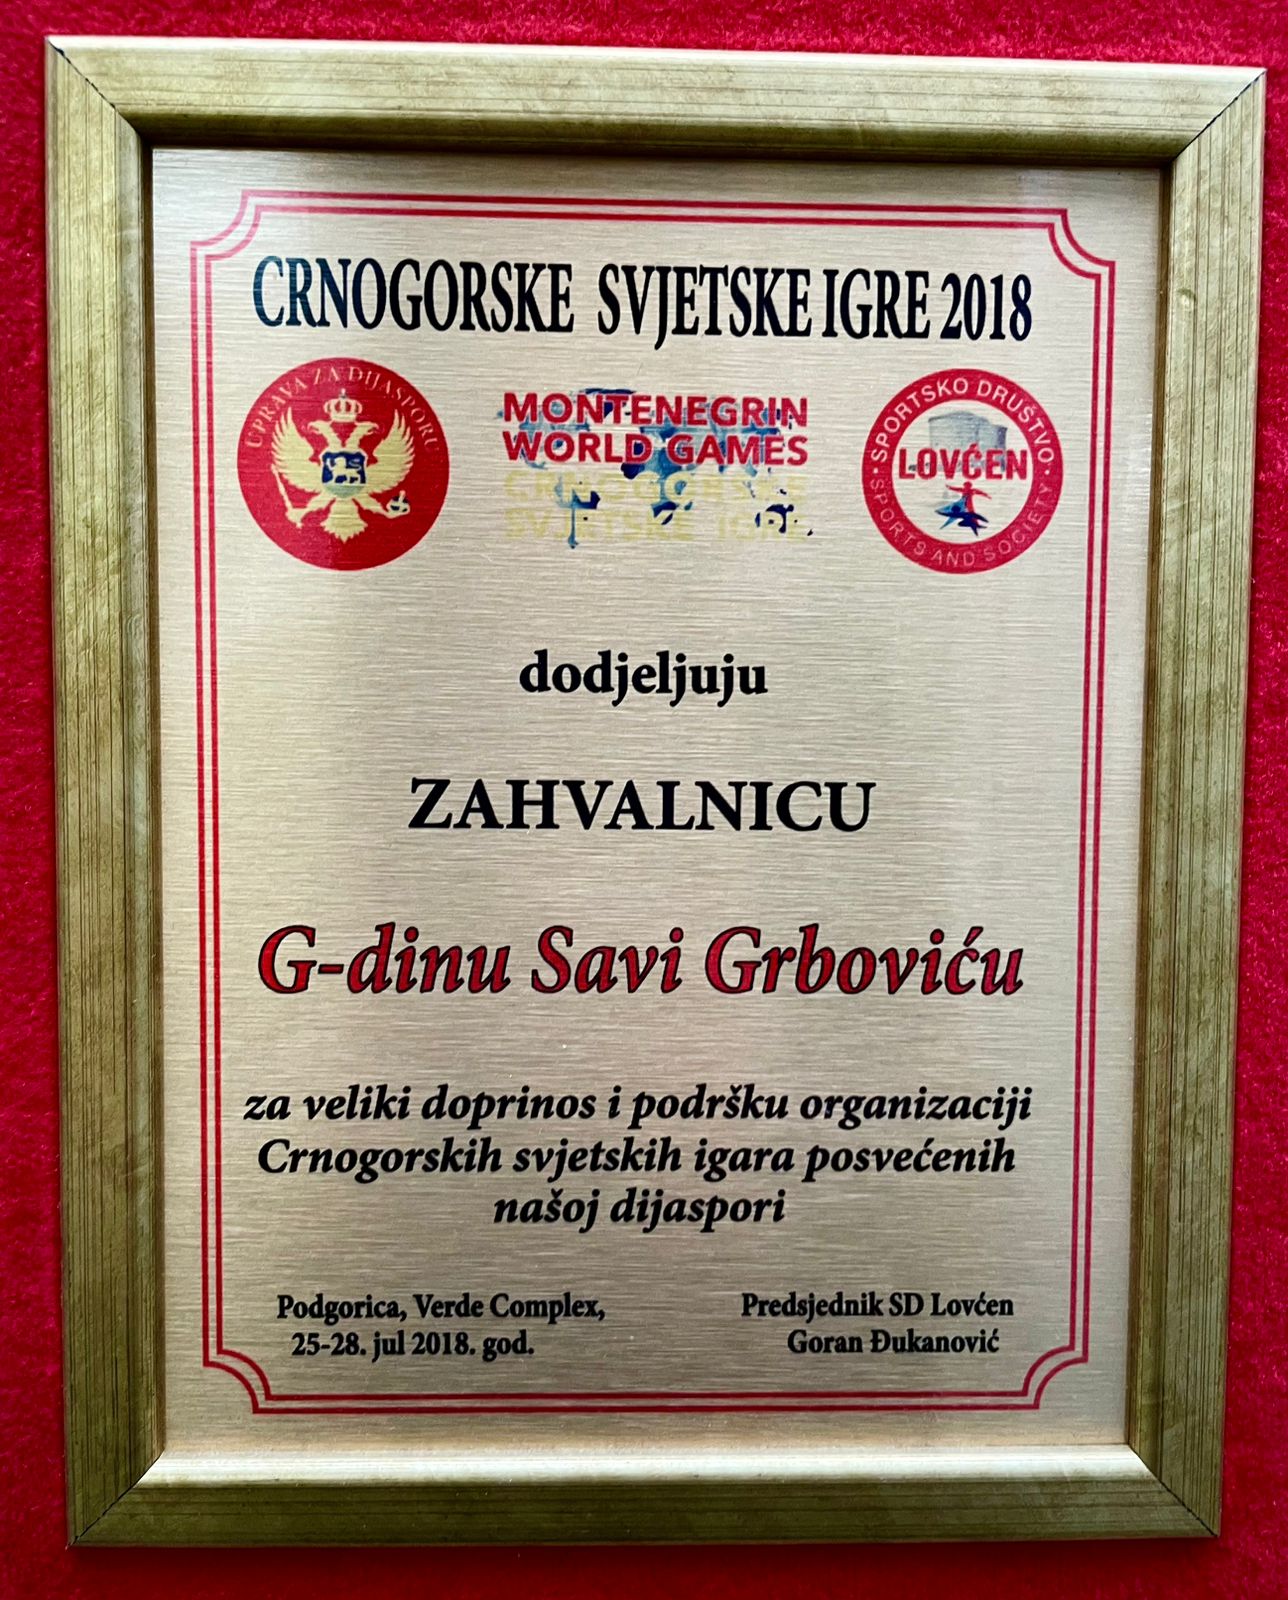 CRNOGORSKE SVJETSKE IGRE 2018
UPRAVA ZA DIJASPORU
MONTENEGRIN
WORLD GAMES
CRNOGORSKE
SVJETSKE IGRE
SPORTSKO DRUŠTVO
LOVĆEN
SPORTS AND SOCIETY
dodjeljuju
ZAHVALNICU
G-dinu Savi Grboviću
za veliki doprinos i podršku organizaciji
Crnogorskih svjetskih igara posvećenih
našoj dijaspori
Podgorica, Verde Complex,
25-28. jul 2018. god.
Predsjednik SD Lovćen
Goran Đukanović